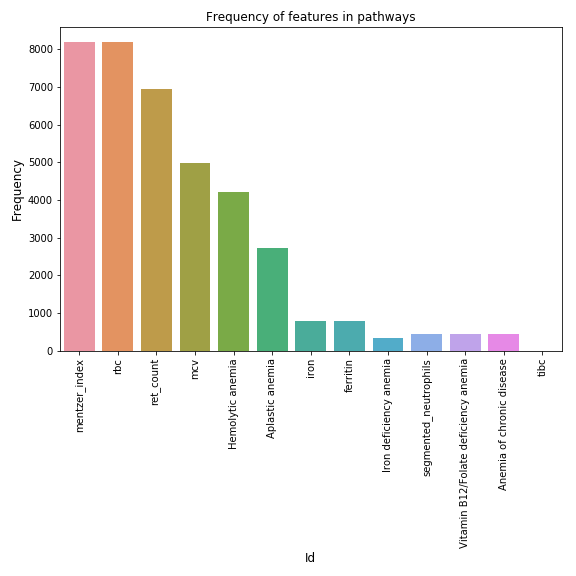 Frequency of features in pathways
Frequency
8000
7000
6000
5000
4000
3000
2000
1000
0
mentzer_index
rbc
ret_count
mcv
Hemolytic anemia
Aplastic anemia
iron
ferritin
Iron deficiency anemia
segmented_neutrophils
Vitamin B12/Folate deficiency anemia
Anemia of chronic disease
tibc
Id